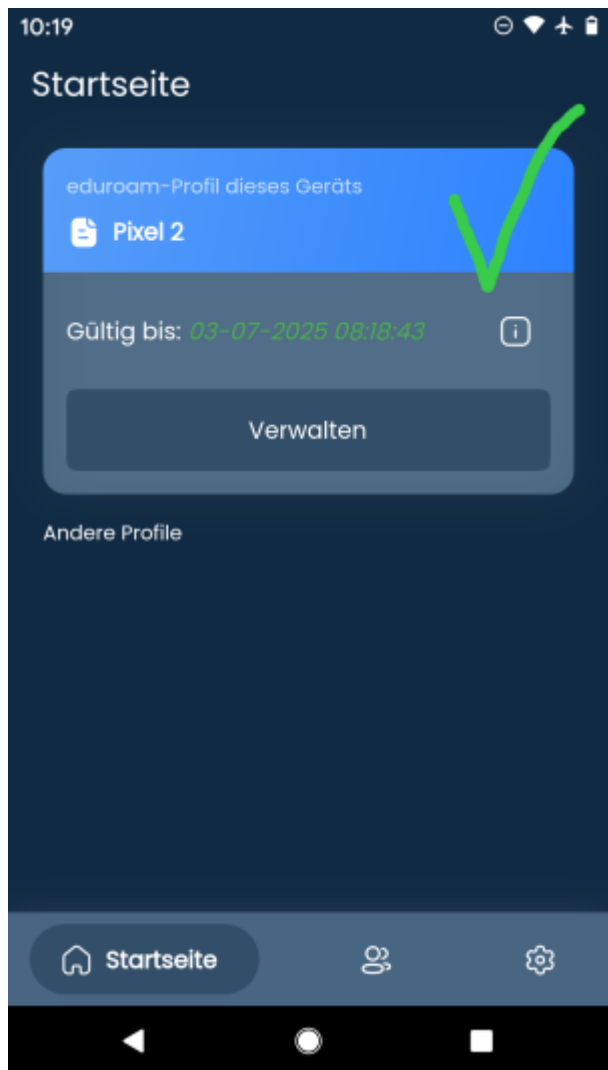 10:19
Startseite
eduroam-Profil dieses Geräts
Pixel 2
Gültig bis: 03-07-2025 08:18:43
Verwalten
Andere Profile
Startseite